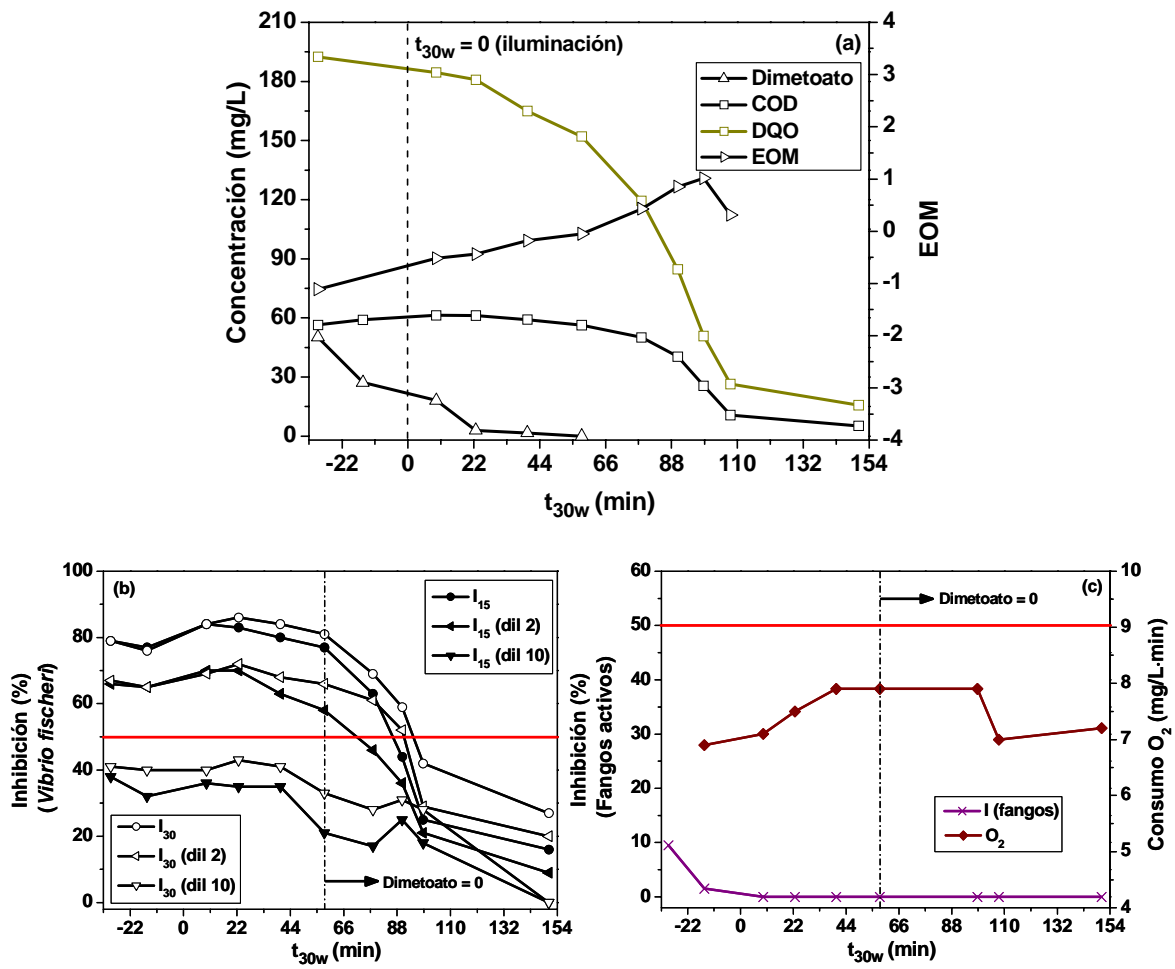 (a)
t30w = 0 (iluminación)
Dimetoato
COD
DQO
EOM
Concentración (mg/L)
210
180
150
120
90
60
30
0
EOM
4
3
2
1
0
-1
-2
-3
-4
-22 0 22 44 66 88 110 132 154
t30w (min)
(b)
I15
I15 (dil 2)
I15 (dil 10)
I30
I30 (dil 2)
I30 (dil 10)
Dimetoato = 0
Inhibición (%)
(Vibrio fischeri)
100
80
60
40
20
0
-22 0 22 44 66 88 110 132 154
t30w (min)
(c)
Dimetoato = 0
I (fangos)
O2
Inhibición (%)
(Fangos activos)
60
50
40
30
20
10
0
Consumo O2 (mg/L·min)
10
9
8
7
6
5
4
-22 0 22 44 66 88 110 132 154
t30w (min)